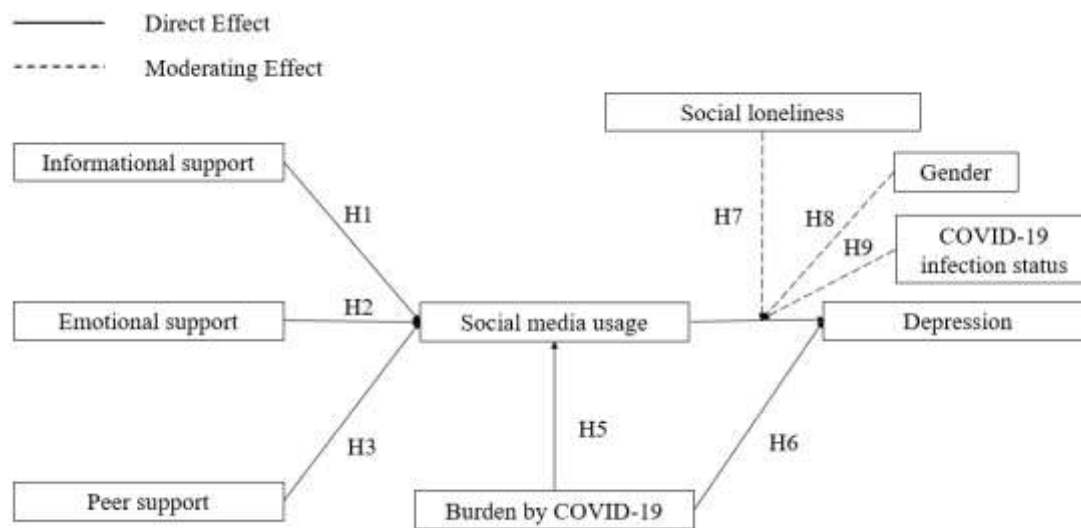 Direct Effect
Moderating Effect
Social loneliness
Informational support
Gender
H1
H7
H8
COVID-19
infection status
H9
H2
Emotional support
Social media usage
Depression
H3
H5
H6
Peer support
Burden by COVID-19